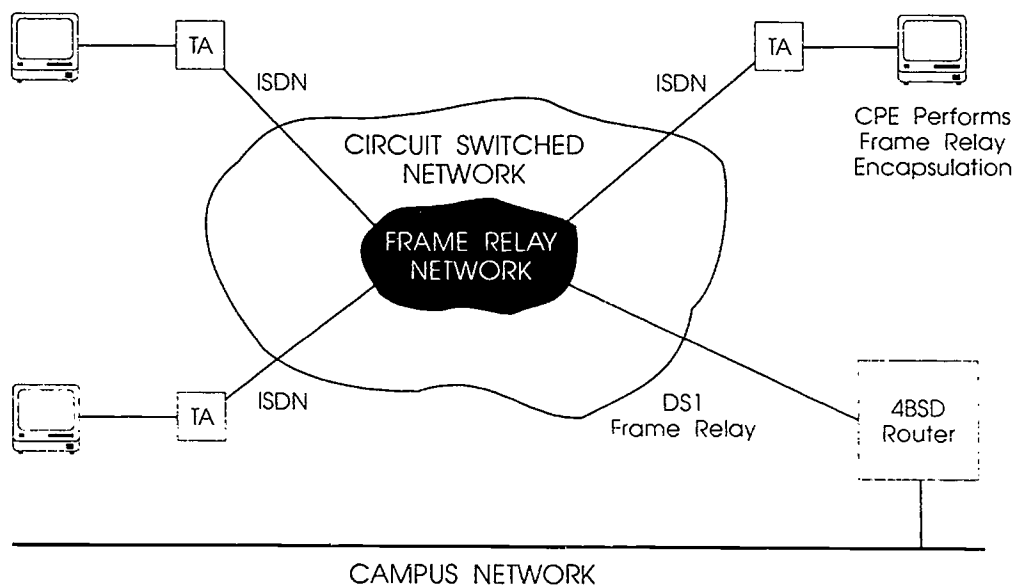 TA
TA
ISDN
ISDN
CPE Performs
Frame Relay
Encapsulation
CIRCUIT SWITCHED
NETWORK
FRAME RELAY
NETWORK
TA
ISDN
DS1
Frame Relay
4BSD
Router
CAMPUS NETWORK